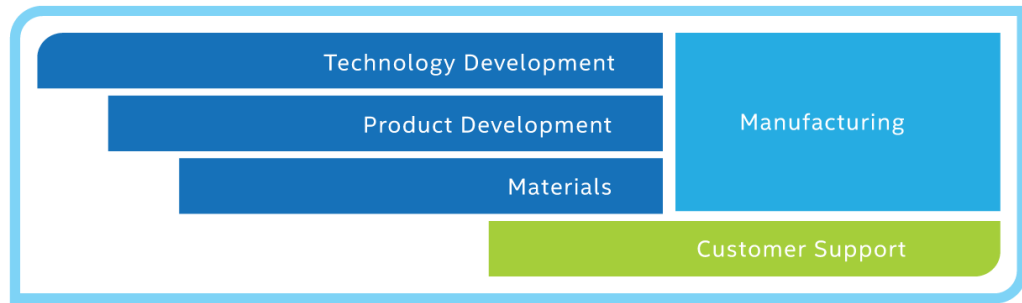 Technology Development
Product Development
Materials
Manufacturing
Customer Support